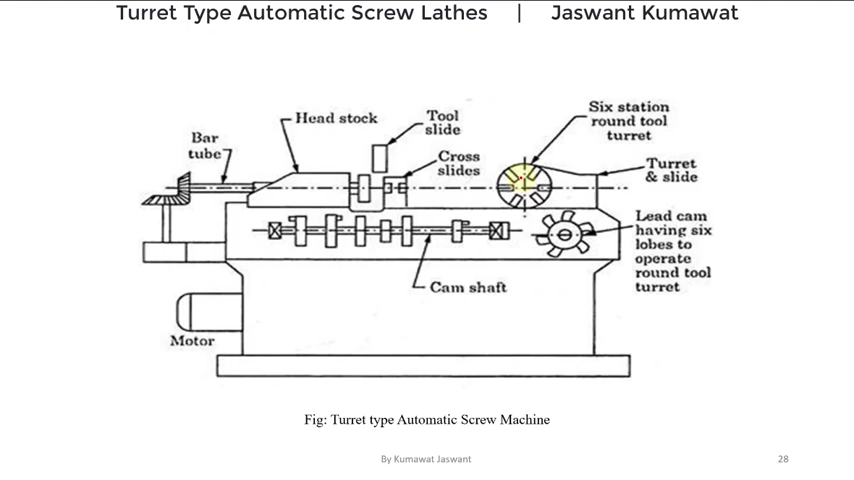 Turret Type Automatic Screw Lathes | Jaswant Kumawat
Head stock
Tool
slide
Six station
round tool
turret
Bar
tube
Cross
slides
Turret
& slide
Lead cam
having six
lobes to
operate
round tool
turret
Cam shaft
Motor
Fig: Turret type Automatic Screw Machine
By Kumawat Jaswant
28